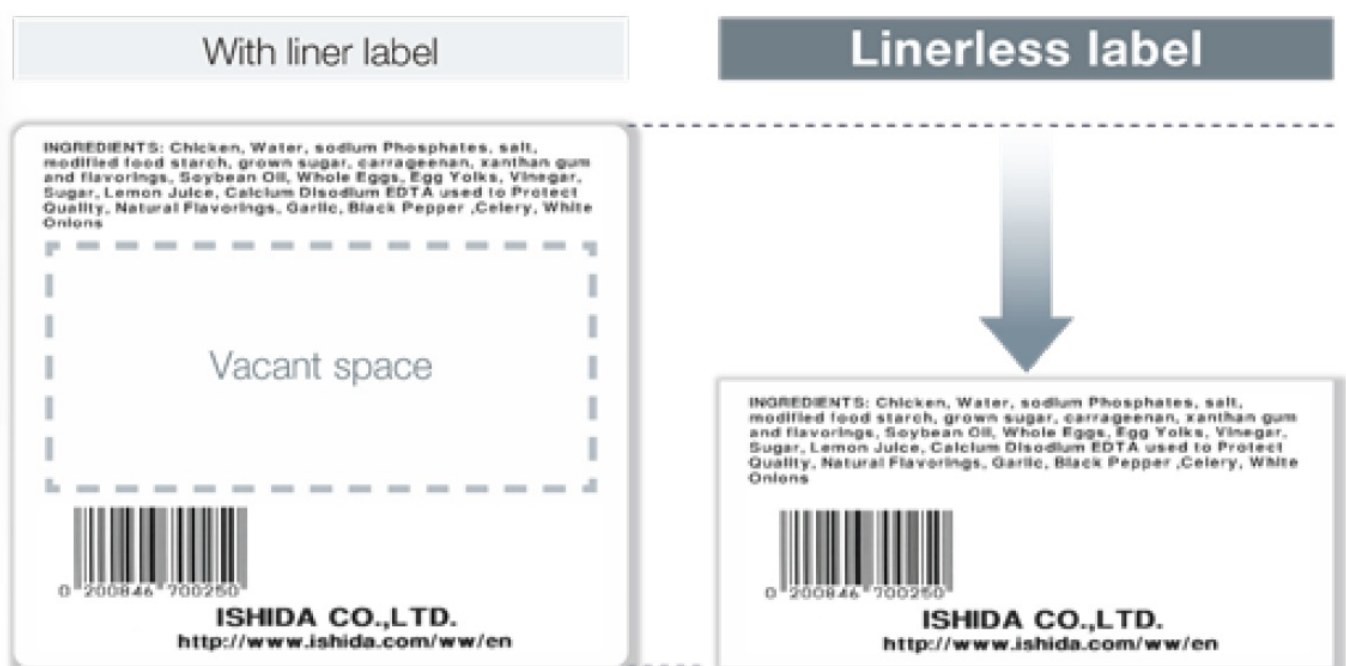 With liner label
Linerless label
INGREDIENTS: Chicken, Water, sodium Phosphates, salt,
modified food starch, grown sugar, carrageenan, xanthan gum
and flavorings, Soybean Oil, Whole Eggs, Egg Yolks, Vinegar,
Sugar, Lemon Juice, Calcium Disodium EDTA used to Protect
Quality, Natural Flavorings, Garlic, Black Pepper ,Celery, White
Onions
Vacant space
0 200846 700250
ISHIDA CO.,LTD.
http://www.ishida.com/ww/en
INGREDIENTS: Chicken, Water, sodium Phosphates, salt,
modified food starch, grown sugar, carrageenan, xanthan gum
and flavorings, Soybean Oil, Whole Eggs, Egg Yolks, Vinegar,
Sugar, Lemon Juice, Calcium Disodium EDTA used to Protect
Quality, Natural Flavorings, Garlic, Black Pepper ,Celery, White
Onions
0 200846 700250
ISHIDA CO.,LTD.
http://www.ishida.com/ww/en